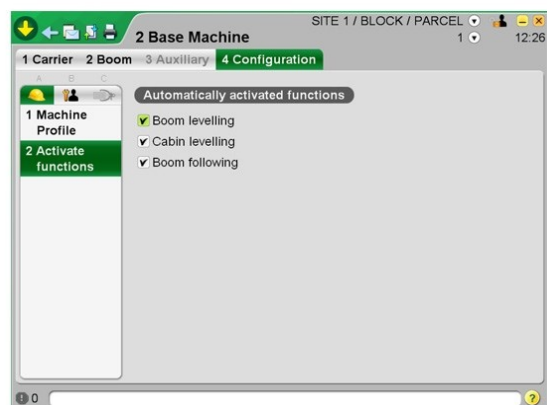 SITE 1 / BLOCK / PARCEL
2 Base Machine
1
12:26
1 Carrier 2 Boom 3 Auxiliary 4 Configuration
A B C
Automatically activated functions
1 Machine
Profile
Boom levelling
2 Activate
functions
Cabin levelling
Boom following
0
?